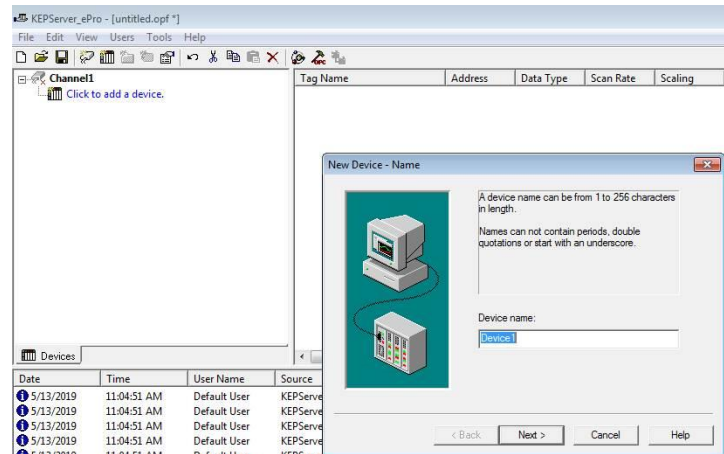 KEPServer_ePro - [untitled.opf *]
File Edit View Users Tools Help
Channel1
Click to add a device.
Tag Name Address Data Type Scan Rate Scaling
New Device - Name
A device name can be from 1 to 256 characters
in length.
Names can not contain periods, double
quotations or start with an underscore.
Device name:
Device1
Devices
Date Time User Name Source
5/13/2019 11:04:51 AM Default User KEPServe
5/13/2019 11:04:51 AM Default User KEPServe
5/13/2019 11:04:51 AM Default User KEPServe
5/13/2019 11:04:51 AM Default User KEPServe
< Back Next > Cancel Help